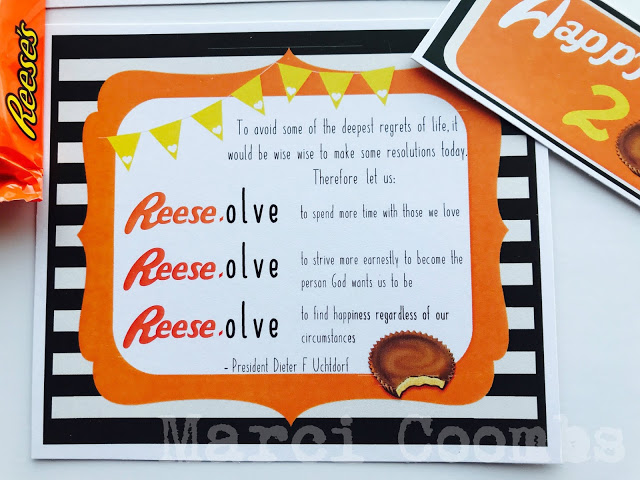 Reese's
Happy
2
To avoid some of the deepest regrets of life, it
would be wise wise to make some resolutions today.
Therefore let us:
Reese.olve to spend more time with those we love
Reese.olve to strive more earnestly to become the
person God wants us to be
Reese.olve to find happiness regardless of our
circumstances
- President Dieter F Uchtdorf
Marci Coombs